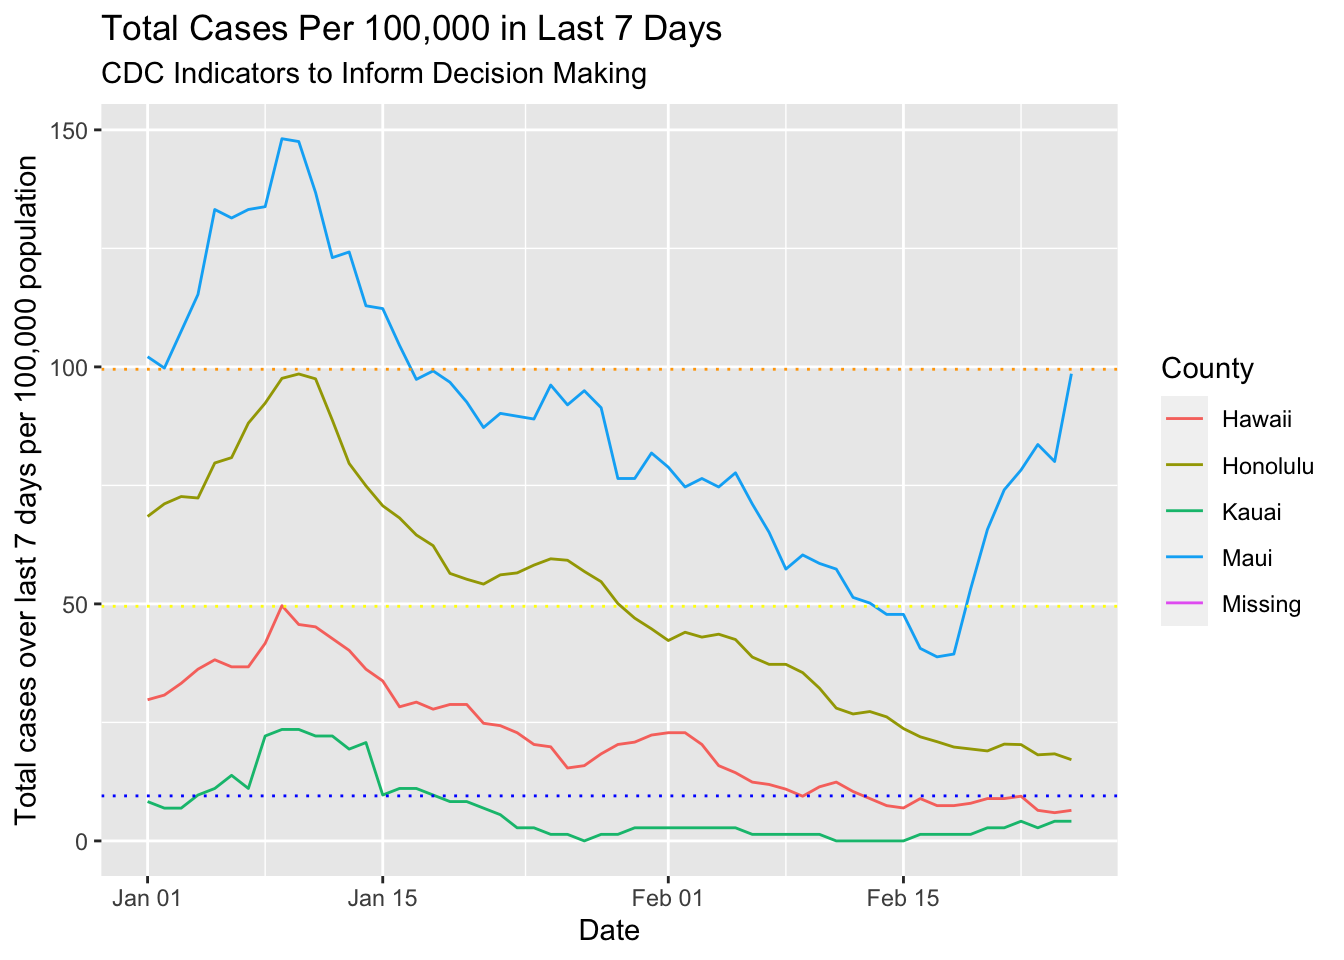 Total Cases Per 100,000 in Last 7 Days
CDC Indicators to Inform Decision Making
Total cases over last 7 days per 100,000 population
150
100
50
0
Jan 01
Jan 15
Feb 01
Feb 15
Date
County
Hawaii
Honolulu
Kauai
Maui
Missing